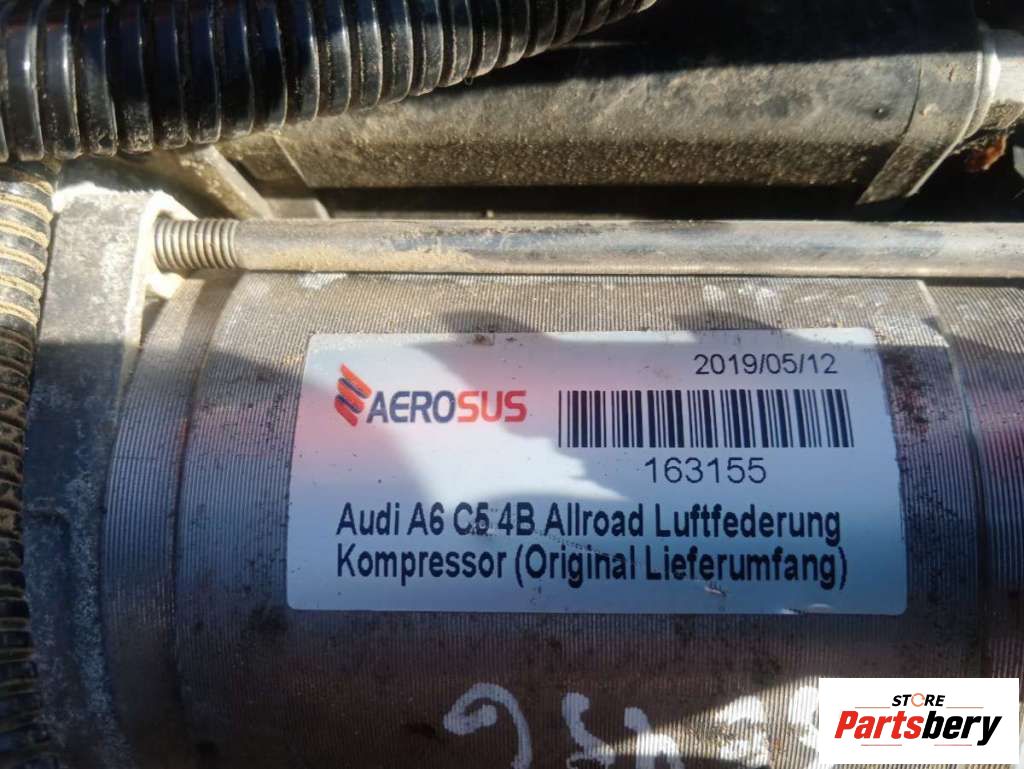 2019/05/12
AEROSUS
163155
Audi A6 C5 4B Allroad Luftfederung
Kompressor (Original Lieferumfang)
STORE
Partsbery